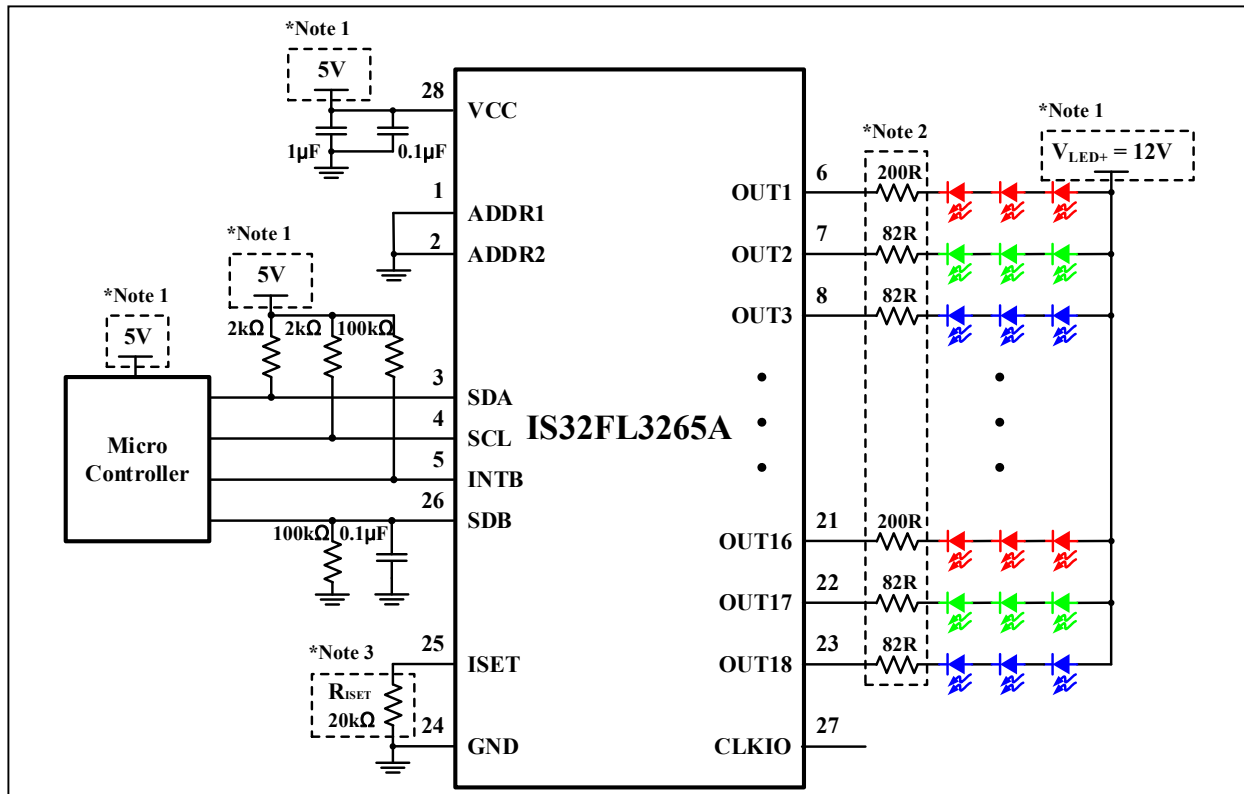 *Note 1
5V
28
VCC
1µF
0.1µF
1
ADDR1
2
ADDR2
*Note 1
5V
2kΩ
2kΩ
100kΩ
*Note 1
5V
Micro
Controller
3
SDA
4
SCL
5
INTB
26
SDB
100kΩ
0.1µF
*Note 3
RISET
20kΩ
25
ISET
24
GND
IS32FL3265A
*Note 2
*Note 1
VLED+ = 12V
6
OUT1
200R
7
OUT2
82R
8
OUT3
82R
21
OUT16
200R
22
OUT17
82R
23
OUT18
82R
27
CLKIO